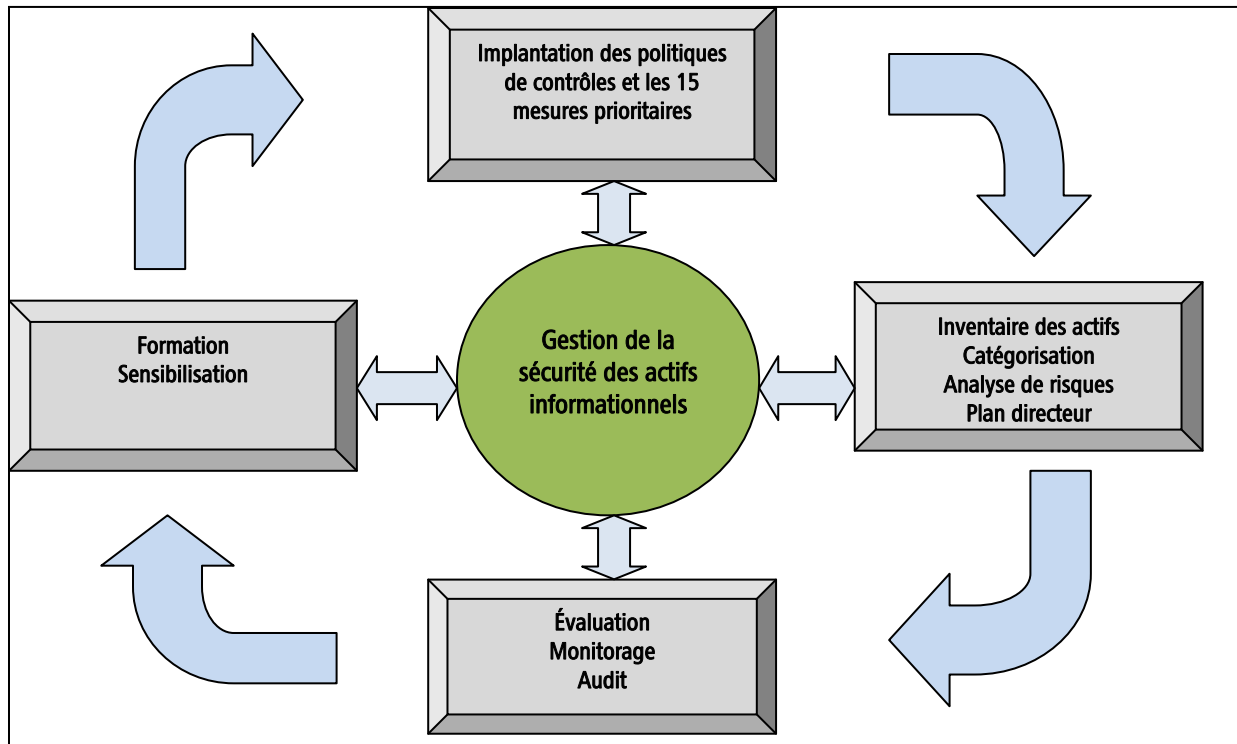 Implantation des politiques
de contrôles et les 15
mesures prioritaires
Formation
Sensibilisation
Gestion de la
sécurité des actifs
informationnels
Inventaire des actifs
Catégorisation
Analyse de risques
Plan directeur
Évaluation
Monitorage
Audit